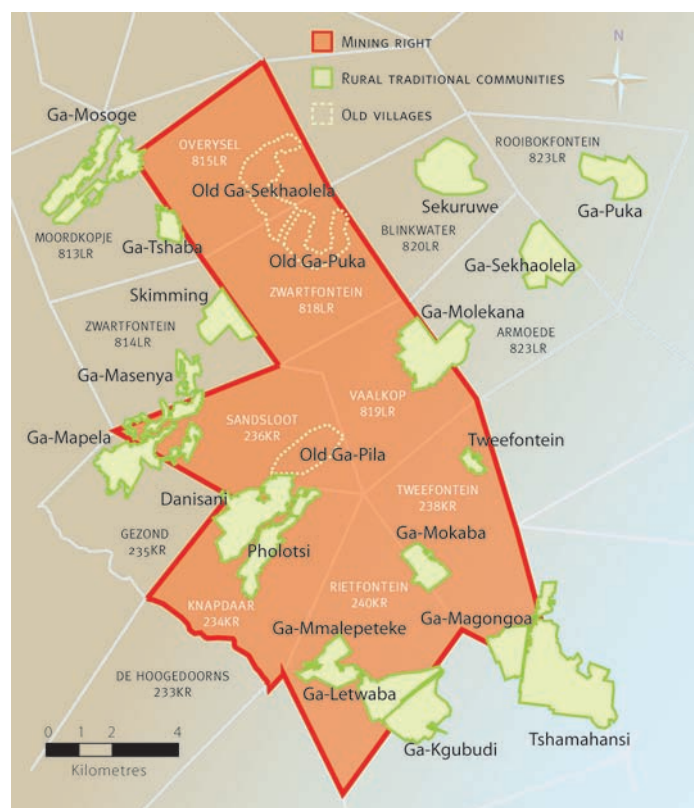 MINING RIGHT
N
RURAL TRADITIONAL COMMUNITIES
OLD VILLAGES
Ga-Mosoge
OVERYSEL
815LR
ROOIBOKFONTEIN
823LR
Old Ga-Sekhaolela
Sekuruwe
Ga-Puka
MOORDKOPJE
813LR
Ga-Tshaba
BLINKWATER
820LR
Old Ga-Puka
Ga-Sekhaolela
Skimming
ZWARTFONTEIN
818LR
Ga-Molekana
ZWARTFONTEIN
814LR
ARMOEDE
823LR
Ga-Masenya
VAALKOP
819LR
SANDSLOOT
236KR
Ga-Mapela
Old Ga-Pila
Tweefontein
Danisani
TWEEFONTEIN
238KR
GEZOND
235KR
Ga-Mokaba
Pholotsi
KNAPDAAR
234KR
RIETFONTEIN
240KR
Ga-Magongoa
Ga-Mmalepeteke
DE HOOGEDOORNS
233KR
Ga-Letwaba
Ga-Kgubudi
Tshamahansi
0 1 2 4
Kilometres